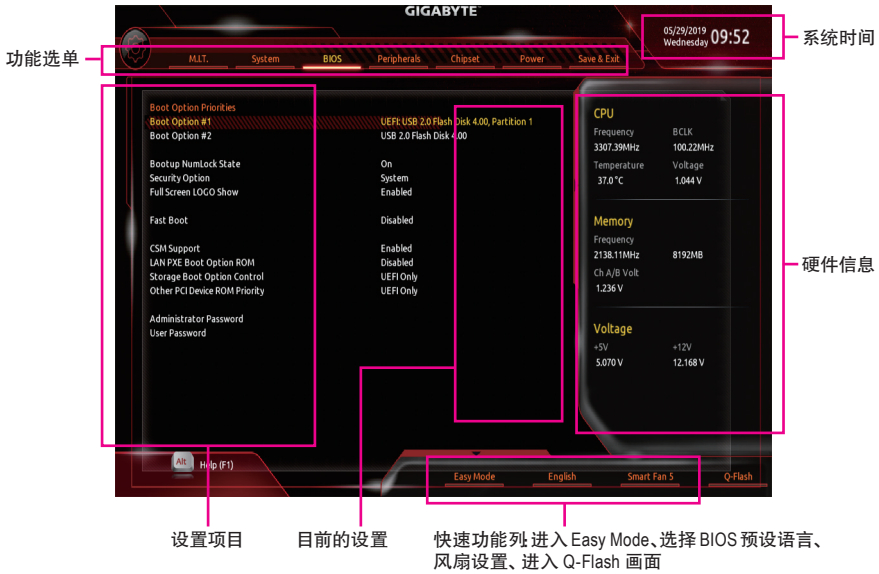 GIGABYTE
05/29/2019
Wednesday 09:52
系统时间
功能选单
M.I.T. System BIOS Peripherals Chipset Power Save & Exit
Boot Option Priorities
Boot Option #1 UEFI: USB 2.0 Flash Disk 4.00, Partition 1
Boot Option #2 USB 2.0 Flash Disk 4.00
Bootup NumLock State On
Security Option System
Full Screen LOGO Show Enabled
Fast Boot Disabled
CSM Support Enabled
LAN PXE Boot Option ROM Disabled
Storage Boot Option Control UEFI Only
Other PCI Device ROM Priority UEFI Only
Administrator Password
User Password
CPU
Frequency BCLK
3307.39MHz 100.22MHz
Temperature Voltage
37.0 °C 1.044 V
Memory
Frequency
2138.11MHz 8192MB
Ch A/B Volt
1.236 V
Voltage
+5V +12V
5.070 V 12.168 V
硬件信息
Alt Help (F1)
Easy Mode English Smart Fan 5 Q-Flash
设置项目
目前的设置
快速功能列:进入 Easy Mode、选择 BIOS 预设语言、
风扇设置、进入 Q-Flash 画面